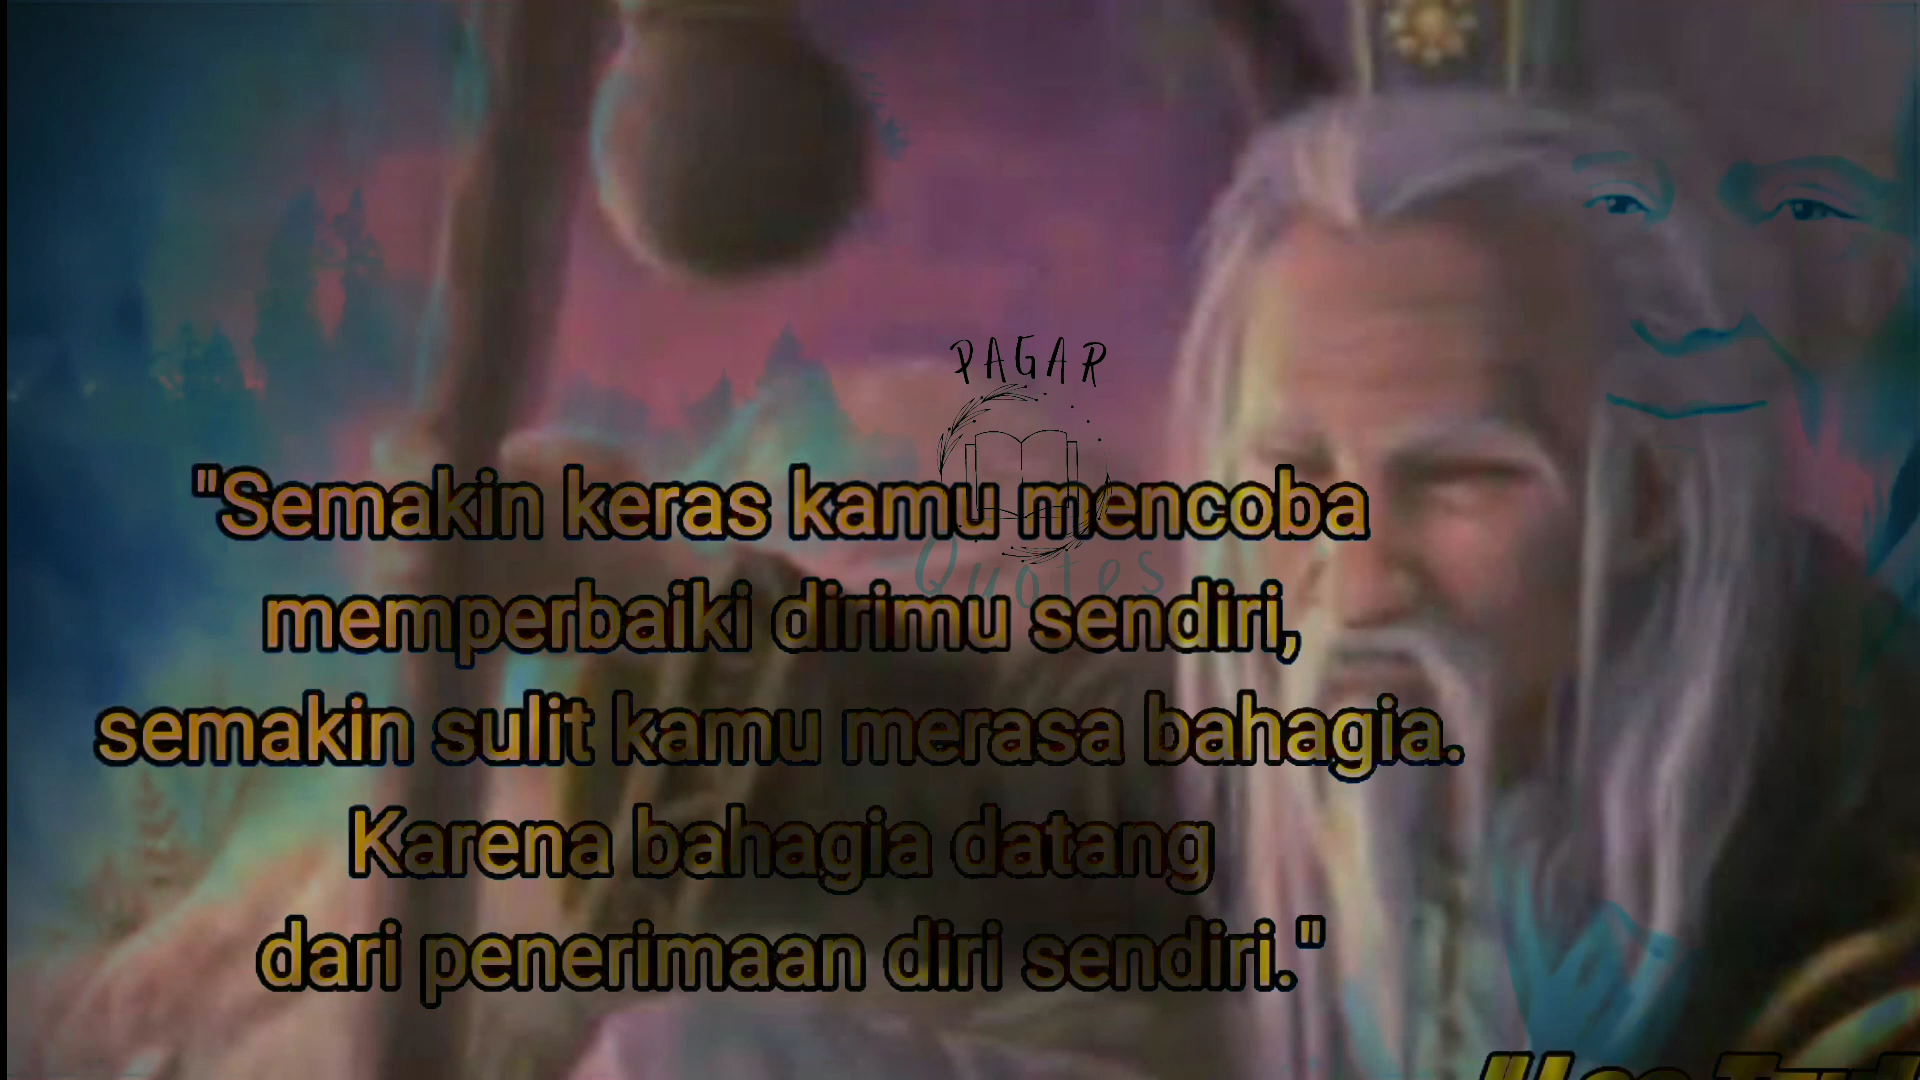 PAGAR
Quotes
"Semakin keras kamu mencoba
memperbaiki dirimu sendiri,
semakin sulit kamu merasa bahagia.
Karena bahagia datang
dari penerimaan diri sendiri."